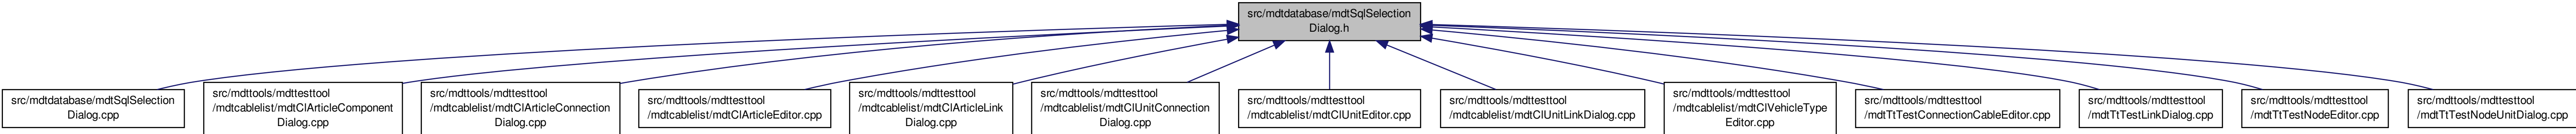 src/mdtdatabase/mdtSqlSelection
Dialog.h
src/mdtdatabase/mdtSqlSelection
Dialog.cpp
src/mdttools/mdttesttool
/mdtcablelist/mdtClArticleComponent
Dialog.cpp
src/mdttools/mdttesttool
/mdtcablelist/mdtClArticleConnection
Dialog.cpp
src/mdttools/mdttesttool
/mdtcablelist/mdtClArticleEditor.cpp
src/mdttools/mdttesttool
/mdtcablelist/mdtClArticleLink
Dialog.cpp
src/mdttools/mdttesttool
/mdtcablelist/mdtClUnitConnection
Dialog.cpp
src/mdttools/mdttesttool
/mdtcablelist/mdtClUnitEditor.cpp
src/mdttools/mdttesttool
/mdtcablelist/mdtClUnitLinkDialog.cpp
src/mdttools/mdttesttool
/mdtcablelist/mdtClVehicleType
Editor.cpp
src/mdttools/mdttesttool
/mdtTtTestConnectionCableEditor.cpp
src/mdttools/mdttesttool
/mdtTtTestLinkDialog.cpp
src/mdttools/mdttesttool
/mdtTtTestNodeEditor.cpp
src/mdttools/mdttesttool
/mdtTtTestNodeUnitDialog.cpp